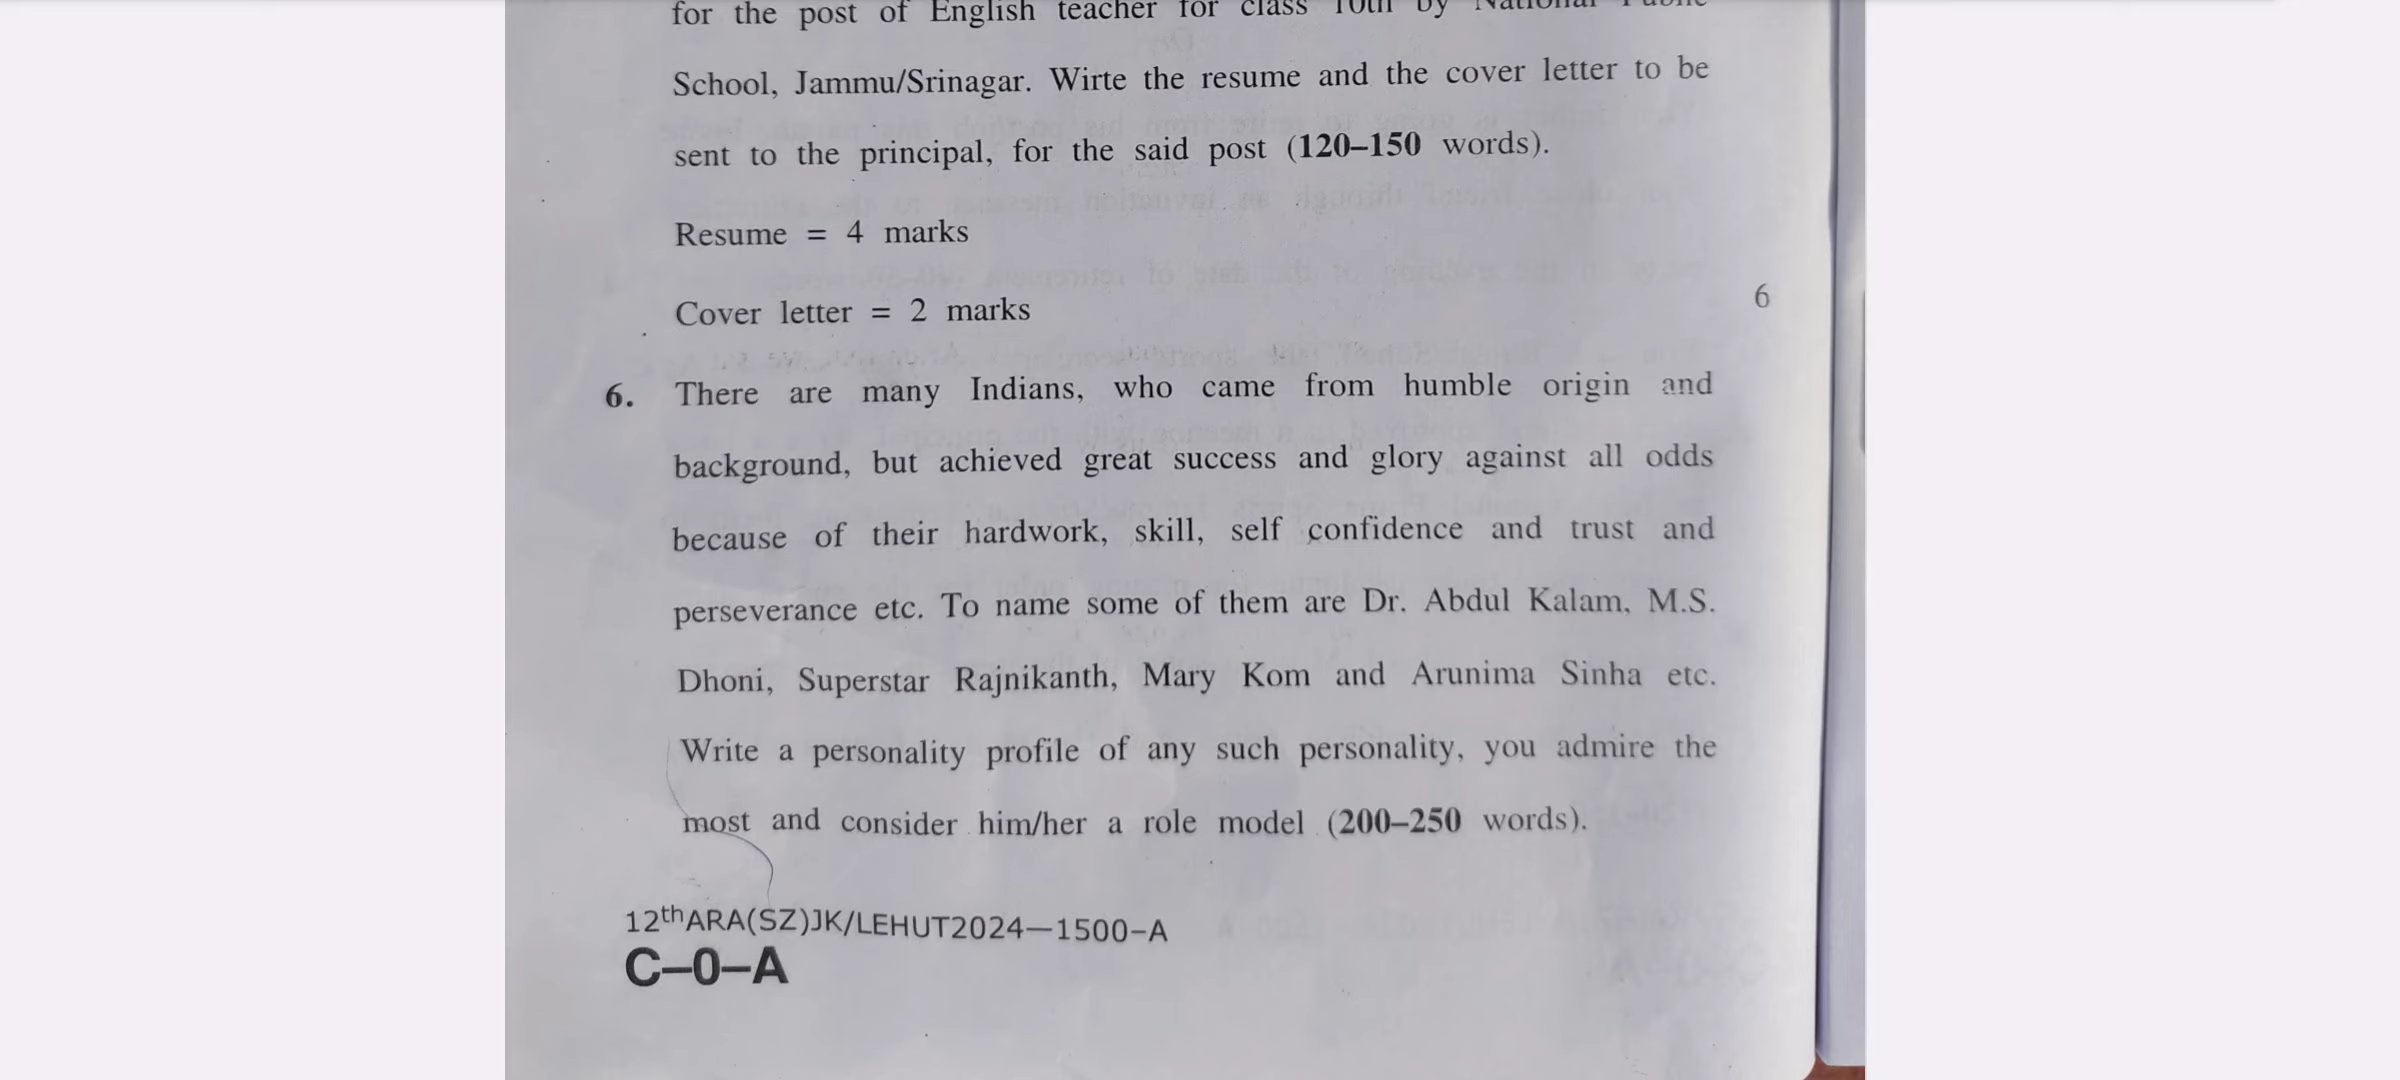 for the post of English teacher for class 10th by National Public
School, Jammu/Srinagar. Wirte the resume and the cover letter to be
sent to the principal, for the said post (120–150 words).
Resume = 4 marks
Cover letter = 2 marks
6
6. There are many Indians, who came from humble origin and
background, but achieved great success and glory against all odds
because of their hardwork, skill, self confidence and trust and
perseverance etc. To name some of them are Dr. Abdul Kalam, M.S.
Dhoni, Superstar Rajnikanth, Mary Kom and Arunima Sinha etc.
Write a personality profile of any such personality, you admire the
most and consider him/her a role model (200–250 words).
12thARA(SZ)JK/LEHUT2024—1500–A
C–0–A